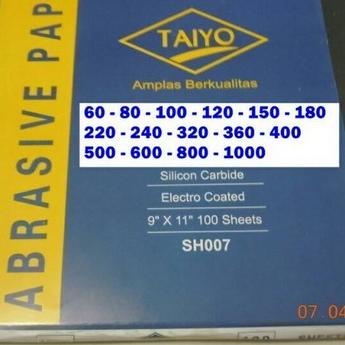 ABRASIVE PAP
TAIYO
Amplas Berkualitas
60 - 80 - 100 - 120 - 150 - 180
220 - 240 - 320 - 360 - 400
500 - 600 - 800 - 1000
Silicon Carbide
Electro Coated
9" X 11" 100 Sheets
SH007
07.04